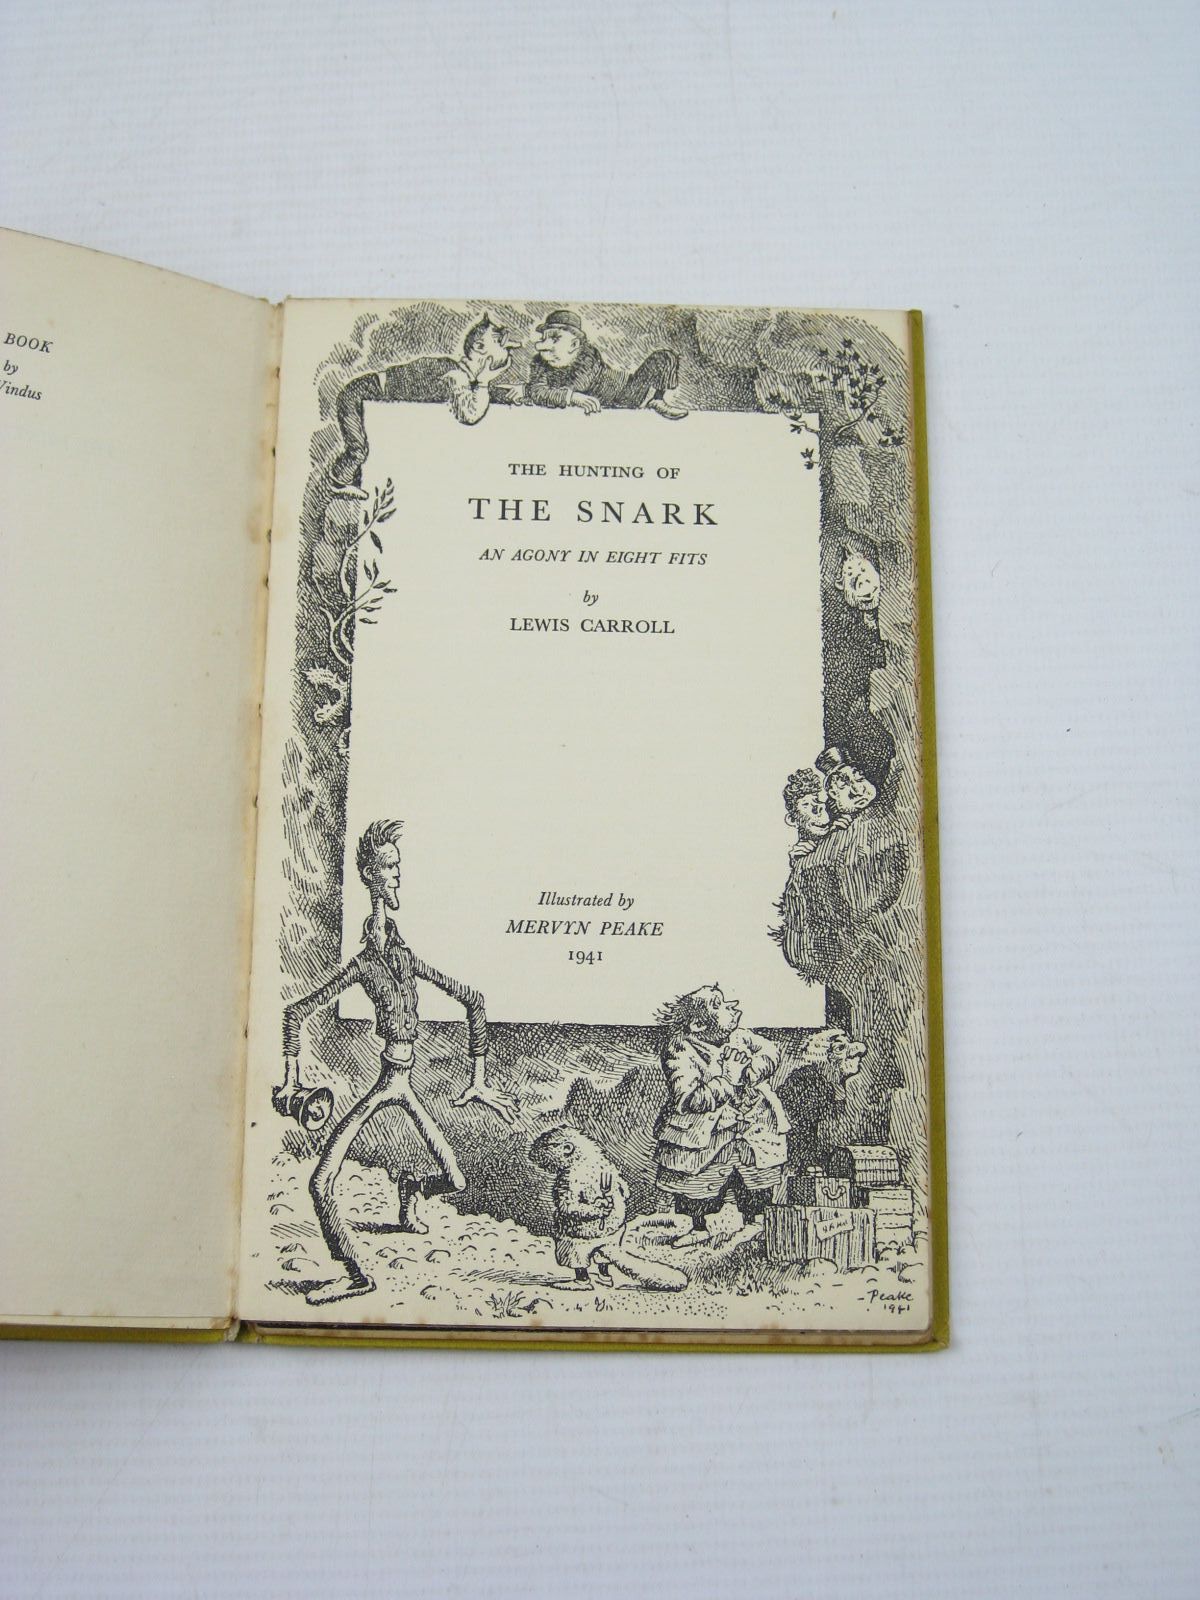 BOOK
by
Vindus
THE HUNTING OF
THE SNARK
AN AGONY IN EIGHT FITS
by
LEWIS CARROLL
Illustrated by
MERVYN PEAKE
1941
Peake
1941